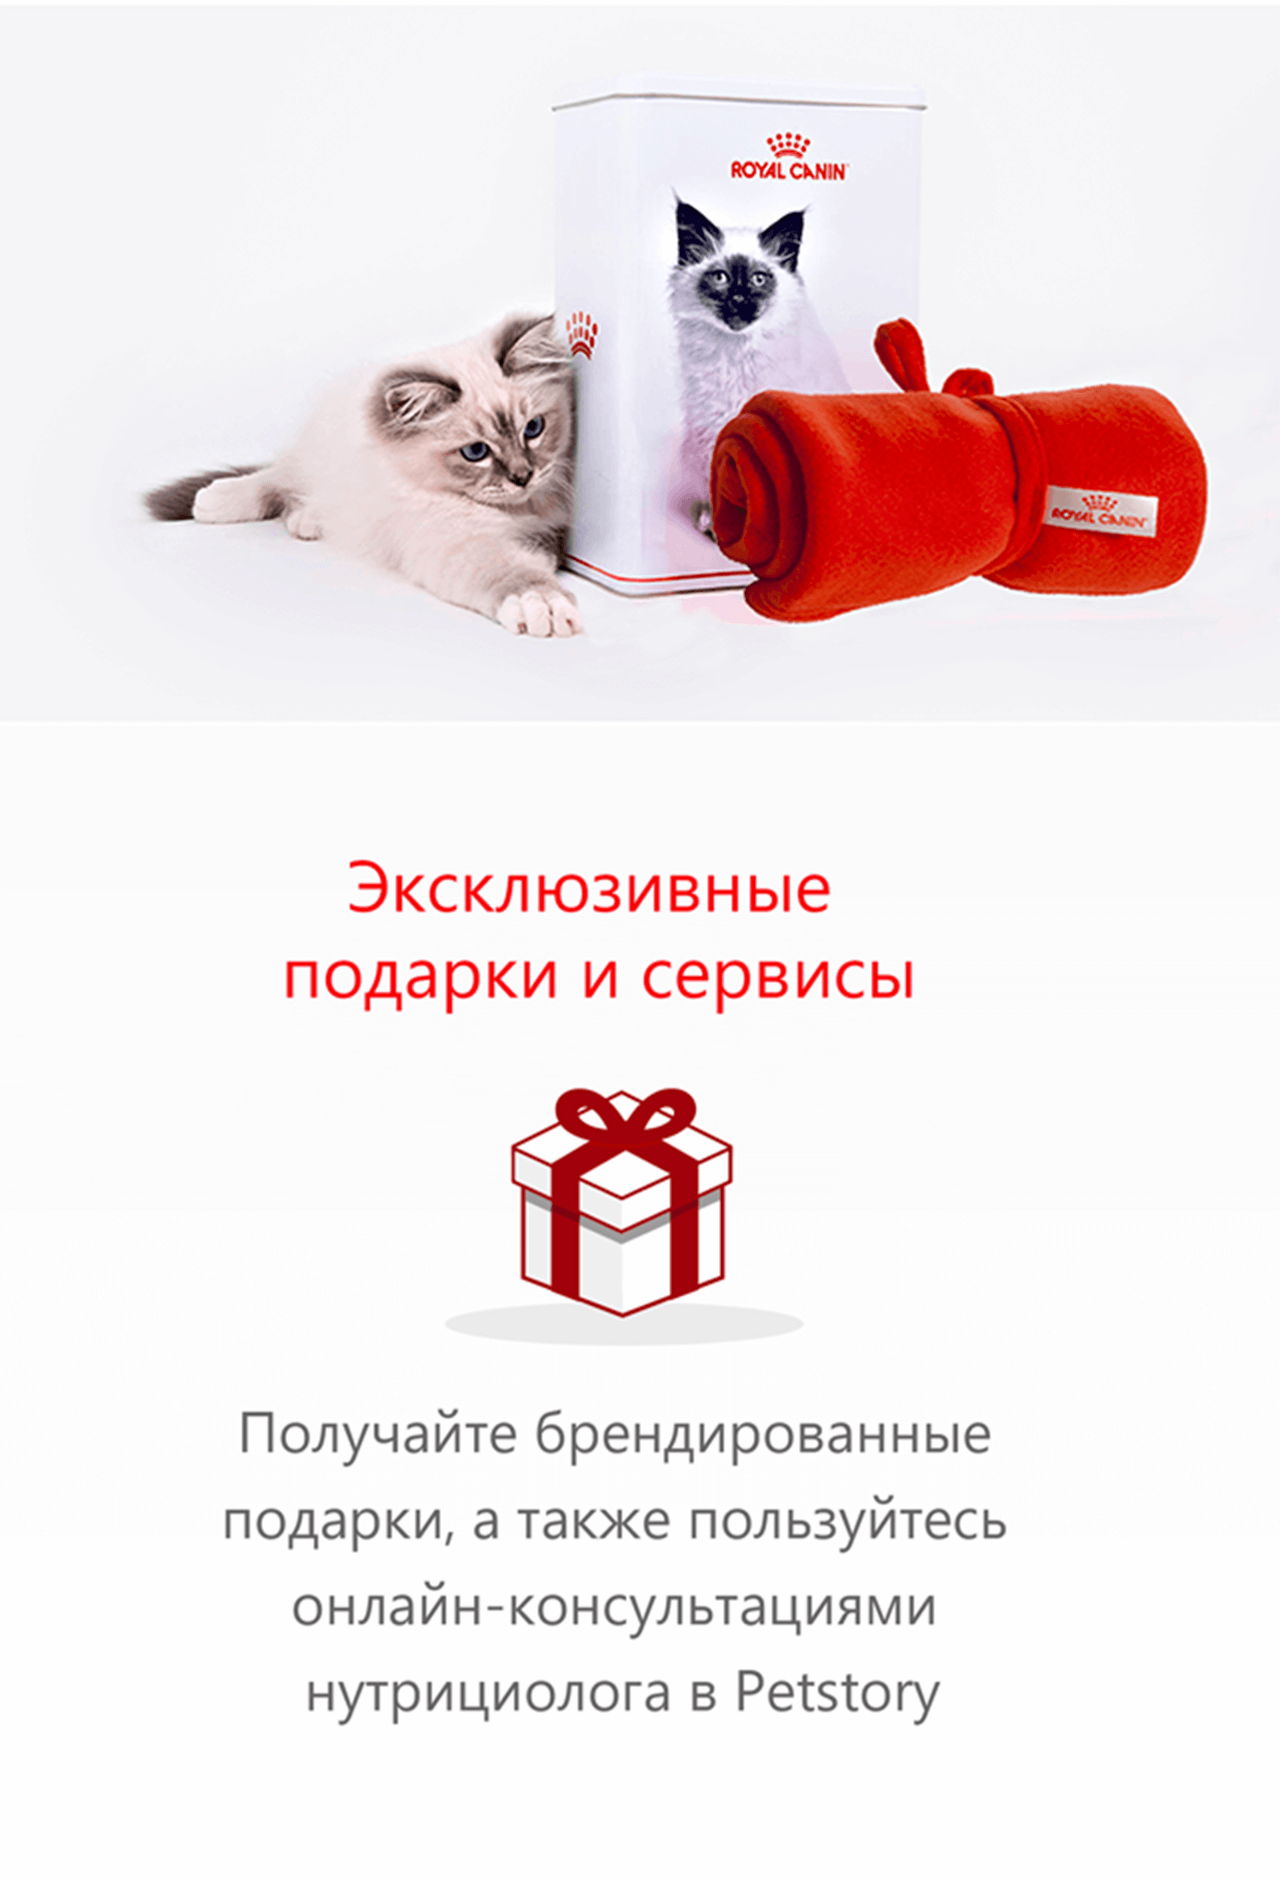 ROYAL CANIN
ROYAL CANIN
Эксклюзивные
подарки и сервисы
Получайте брендированные
подарки, а также пользуйтесь
онлайн-консультациями
нутрициолога в Petstory